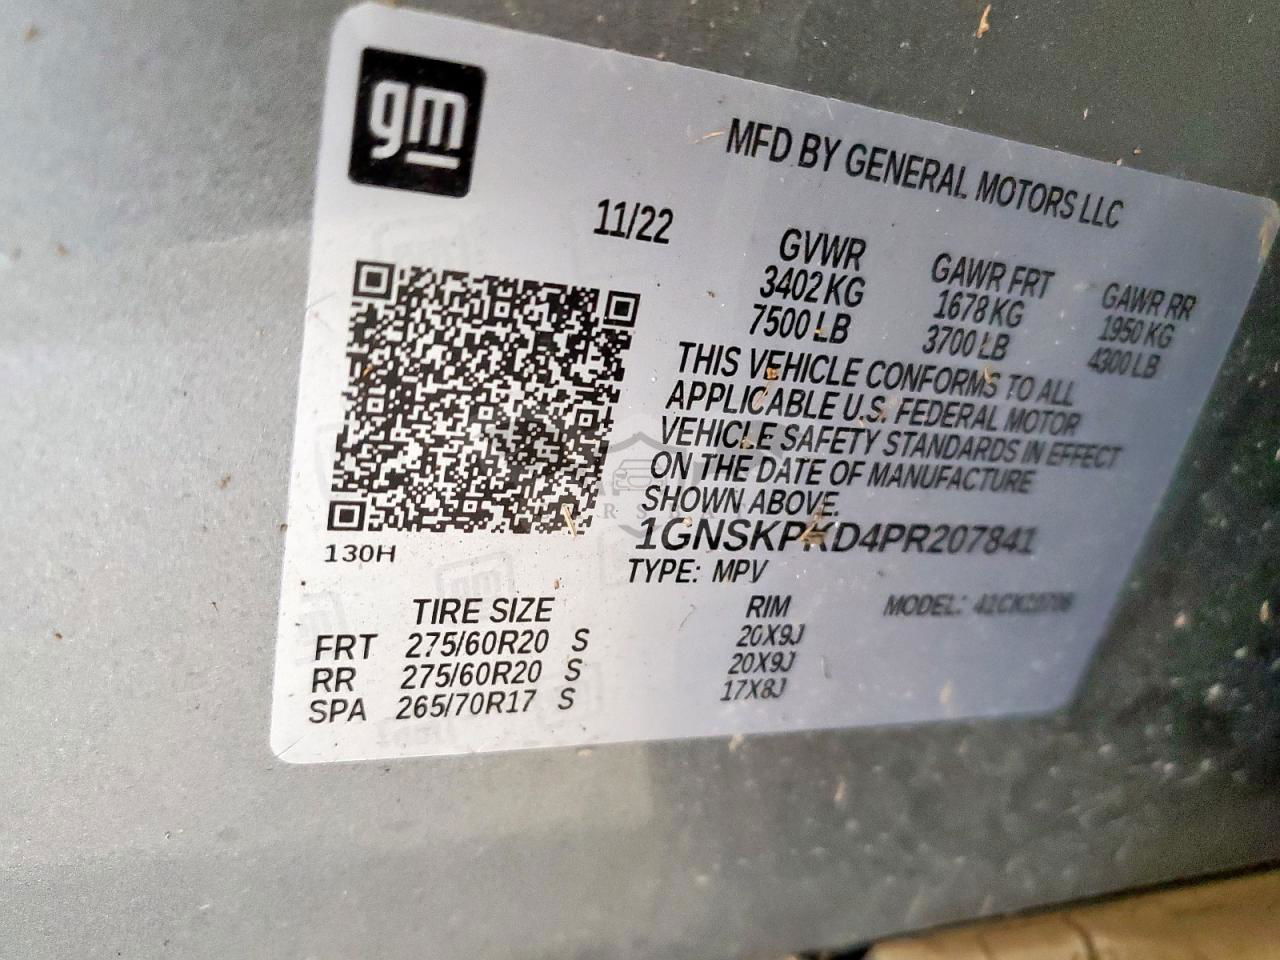 gm
MFD BY GENERAL MOTORS LLC
11/22
GVWR GAWR FRT GAWR RR
3402 KG 1678 KG 1950 KG
7500 LB 3700 LB 4300 LB
THIS VEHICLE CONFORMS TO ALL
APPLICABLE U.S. FEDERAL MOTOR
VEHICLE SAFETY STANDARDS IN EFFECT
ON THE DATE OF MANUFACTURE
SHOWN ABOVE.
1GNSKPKD4PR207841
TYPE: MPV
130H
TIRE SIZE RIM MODEL:
FRT 275/60R20 S 20X9J
RR 275/60R20 S 20X9J
SPA 265/70R17 S 17X8J